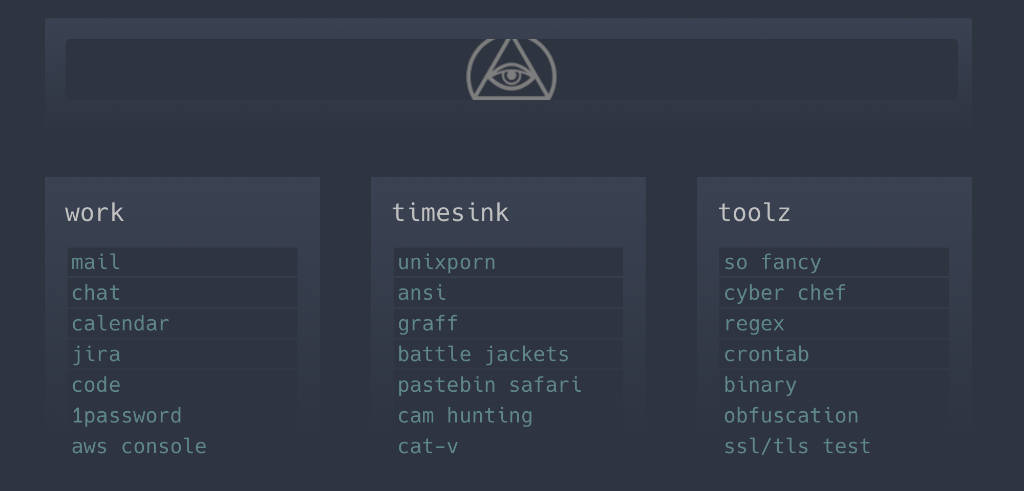 work
mail
chat
calendar
jira
code
1password
aws console
timesink
unixporn
ansi
graff
battle jackets
pastebin safari
cam hunting
cat-v
toolz
so fancy
cyber chef
regex
crontab
binary
obfuscation
ssl/tls test